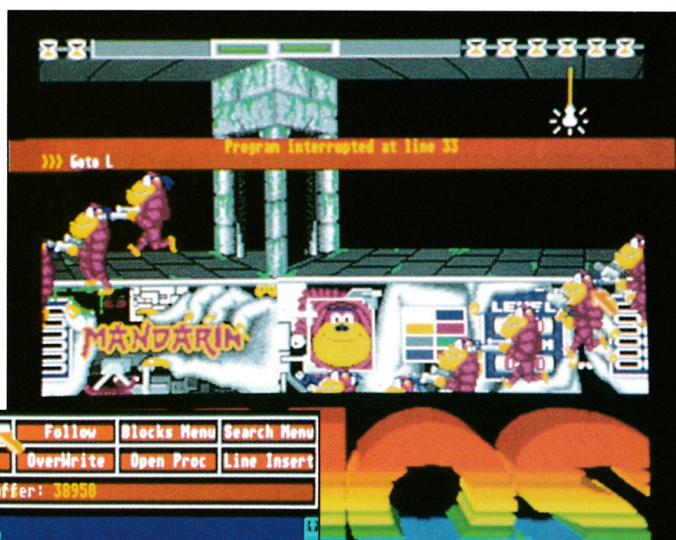 Program interrupted at line 33
>>> Goto L
MANDARIN
LEVEL
Follow Blocks Menu Search Menu
OverWrite Open Proc Line Insert
ffer: 38950